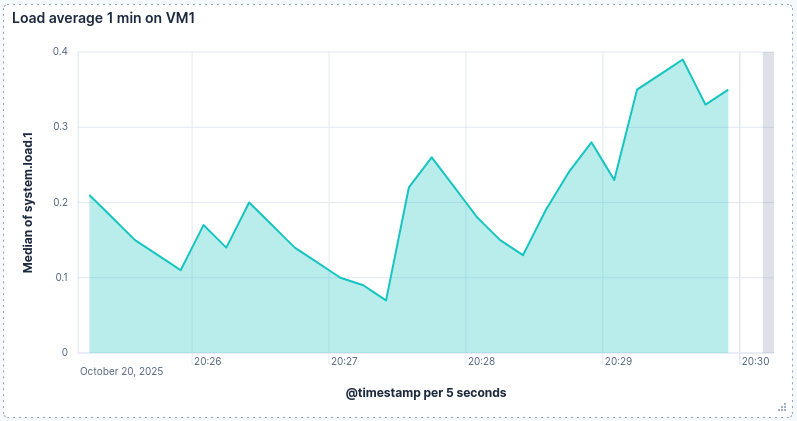 Load average 1 min on VM1
0.4
0.3
0.2
0.1
0
Median of system.load.1
20:26
20:27
20:28
20:29
20:30
October 20, 2025
@timestamp per 5 seconds